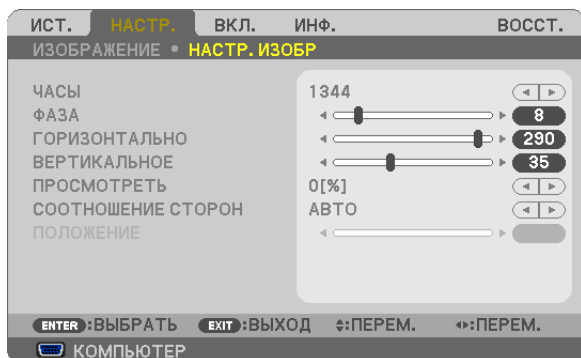 ИСТ. НАСТР. ВКЛ. ИНФ. ВОССТ.
ИЗОБРАЖЕНИЕ • НАСТР. ИЗОБР
ЧАСЫ 1344
ФАЗА 8
ГОРИЗОНТАЛЬНО 290
ВЕРТИКАЛЬНОЕ 35
ПРОСМОТРЕТЬ 0[%]
СООТНОШЕНИЕ СТОРОН АВТО
ПОЛОЖЕНИЕ
ENTER :ВЫБРАТЬ EXIT :ВЫХОД :ПЕРЕМ. :ПЕРЕМ.
КОМПЬЮТЕР